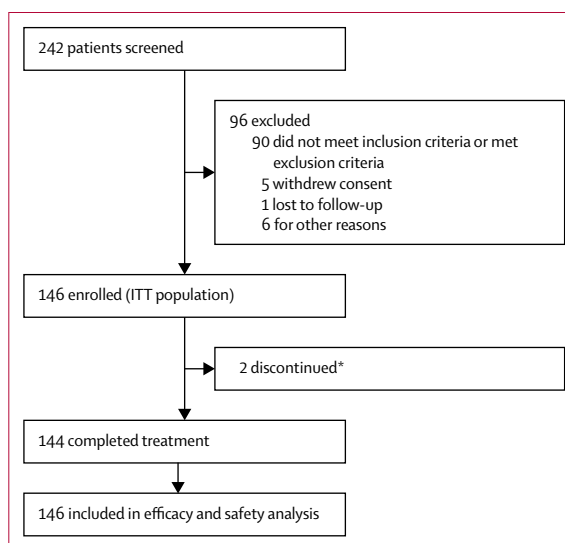 242 patients screened
96 excluded
90 did not meet inclusion criteria or met
exclusion criteria
5 withdrew consent
1 lost to follow-up
6 for other reasons
146 enrolled (ITT population)
2 discontinued*
144 completed treatment
146 included in efficacy and safety analysis